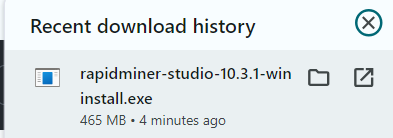 Recent download history
rapidminer-studio-10.3.1-win
install.exe
465 MB • 4 minutes ago